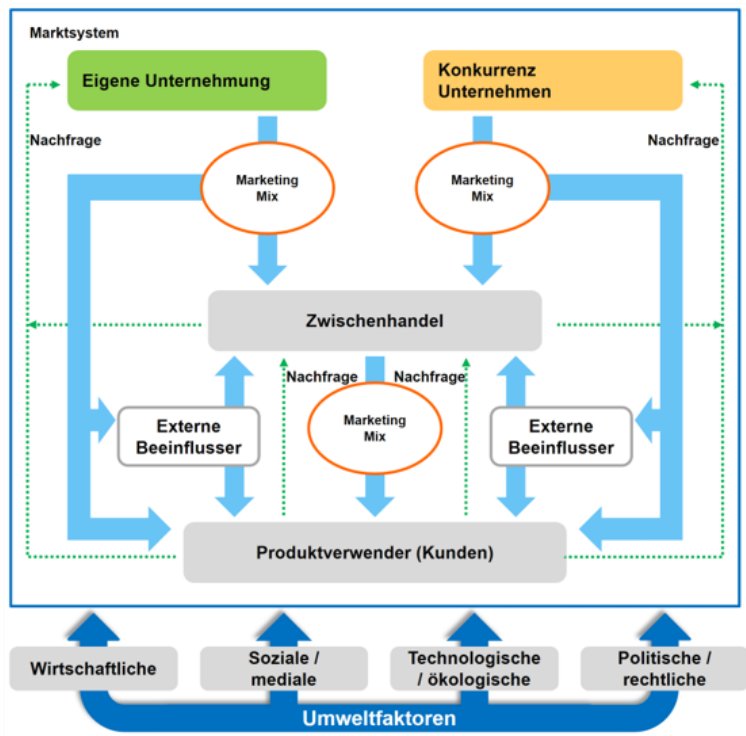 Marktsystem
Eigene Unternehmung
Konkurrenz
Unternehmen
Nachfrage
Nachfrage
Marketing
Mix
Marketing
Mix
Zwischenhandel
Nachfrage
Nachfrage
Externe
Beeinflusser
Marketing
Mix
Externe
Beeinflusser
Produktverwender (Kunden)
Wirtschaftliche
Soziale /
mediale
Technologische
/ ökologische
Politische /
rechtliche
Umweltfaktoren